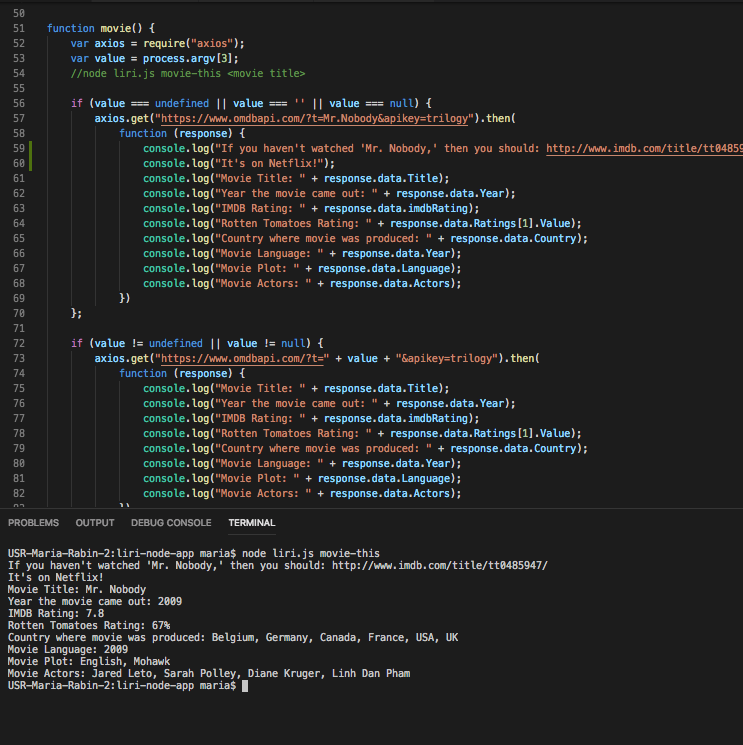 50
51 function movie() {
52 var axios = require("axios");
53 var value = process.argv[3];
54 //node liri.js movie-this <movie title>
55
56 if (value === undefined || value === '' || value === null) {
57 axios.get("https://www.omdbapi.com/?t=Mr.Nobody&apikey=trilogy").then(
58 function (response) {
59 console.log("If you haven't watched 'Mr. Nobody,' then you should: http://www.imdb.com/title/tt0485
60 console.log("It's on Netflix!");
61 console.log("Movie Title: " + response.data.Title);
62 console.log("Year the movie came out: " + response.data.Year);
63 console.log("IMDB Rating: " + response.data.imdbRating);
64 console.log("Rotten Tomatoes Rating: " + response.data.Ratings[1].Value);
65 console.log("Country where movie was produced: " + response.data.Country);
66 console.log("Movie Language: " + response.data.Year);
67 console.log("Movie Plot: " + response.data.Language);
68 console.log("Movie Actors: " + response.data.Actors);
69 })
70 };
71
72 if (value != undefined || value != null) {
73 axios.get("https://www.omdbapi.com/?t=" + value + "&apikey=trilogy").then(
74 function (response) {
75 console.log("Movie Title: " + response.data.Title);
76 console.log("Year the movie came out: " + response.data.Year);
77 console.log("IMDB Rating: " + response.data.imdbRating);
78 console.log("Rotten Tomatoes Rating: " + response.data.Ratings[1].Value);
79 console.log("Country where movie was produced: " + response.data.Country);
80 console.log("Movie Language: " + response.data.Year);
81 console.log("Movie Plot: " + response.data.Language);
82 console.log("Movie Actors: " + response.data.Actors);
PROBLEMS OUTPUT DEBUG CONSOLE TERMINAL
USR-Maria-Rabin-2:liri-node-app maria$ node liri.js movie-this
If you haven't watched 'Mr. Nobody,' then you should: http://www.imdb.com/title/tt0485947/
It's on Netflix!
Movie Title: Mr. Nobody
Year the movie came out: 2009
IMDB Rating: 7.8
Rotten Tomatoes Rating: 67%
Country where movie was produced: Belgium, Germany, Canada, France, USA, UK
Movie Language: 2009
Movie Plot: English, Mohawk
Movie Actors: Jared Leto, Sarah Polley, Diane Kruger, Linh Dan Pham
USR-Maria-Rabin-2:liri-node-app maria$